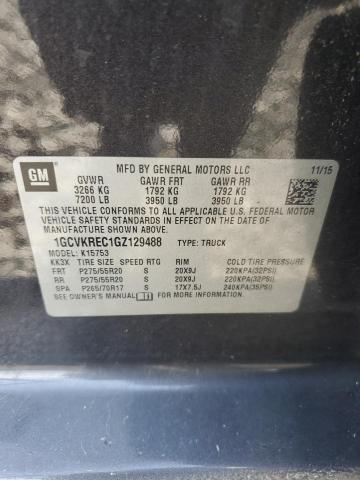 GM
MFD BY GENERAL MOTORS LLC 11/15
GVWR GAWR FRT GAWR RR
3266 KG 1792 KG 1792 KG
7200 LB 3950 LB 3950 LB
THIS VEHICLE CONFORMS TO ALL APPLICABLE U.S. FEDERAL MOTOR
VEHICLE SAFETY STANDARDS IN EFFECT ON THE DATE OF
MANUFACTURE SHOWN ABOVE.
1GCVKREC1GZ129488 TYPE: TRUCK
MODEL: K15753
KK3X TIRE SIZE SPEED RTG RIM COLD TIRE PRESSURE
FRT P275/55R20 S 20X9J 220KPA(32PSI)
RR P275/55R20 S 20X9J 220KPA(32PSI)
SPA P265/70R17 S 17X7.5J 240KPA(35PSI)
SEE OWNER MANUAL FOR ADDITIONAL INFORMATION.